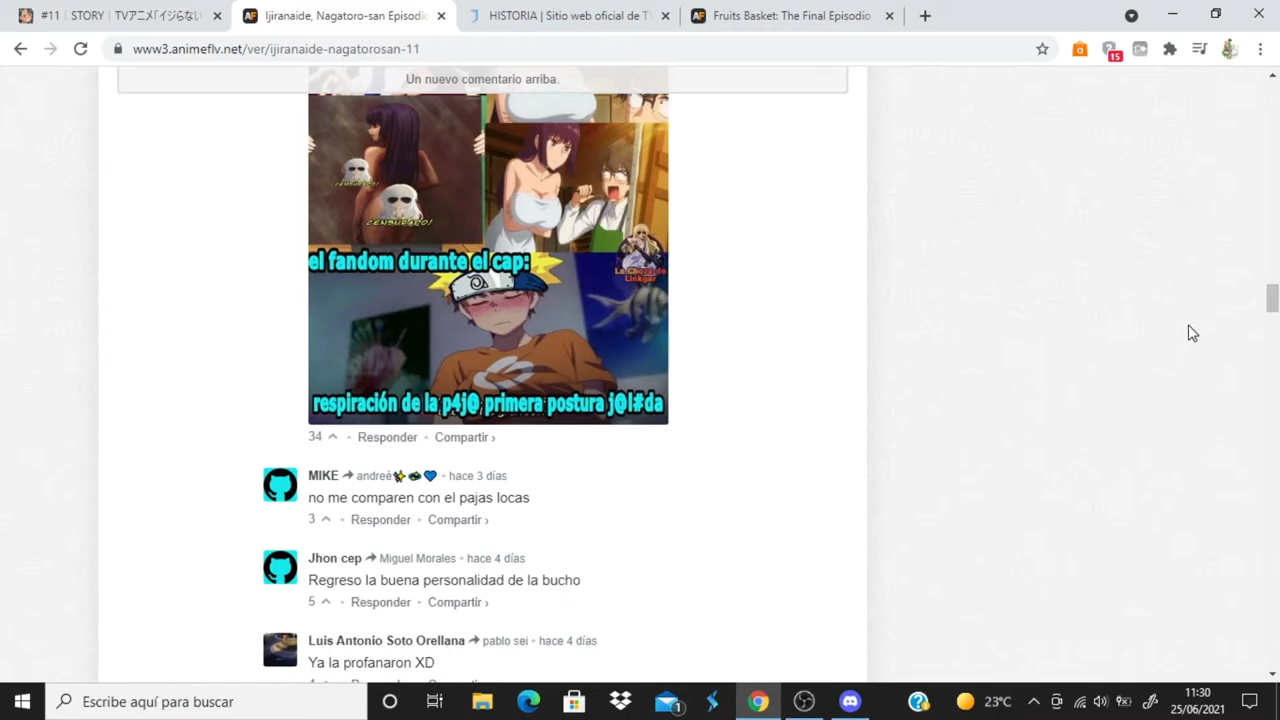 #11｜STORY｜TVアニメ『イジらない
Ijiranaide, Nagatoro-san Episodio
HISTORIA | Sitio web oficial de TV
Fruits Basket: The Final Episodio
www3.animeflv.net/ver/ijiranaide-nagatorosan-11
15
Un nuevo comentario arriba.
¡CENSURADO!
el fandom durante el cap:
La Choza de
Linkgar
respiración de la p4j@ primera postura j@l#da
34 • Responder • Compartir ›
MIKE andreé • hace 3 días
no me comparen con el pajas locas
3 • Responder • Compartir ›
Jhon cep Miguel Morales • hace 4 días
Regreso la buena personalidad de la bucho
5 • Responder • Compartir ›
Luis Antonio Soto Orellana pablo sei • hace 4 días
Ya la profanaron XD
Escribe aquí para buscar
1
23°C
11:30
25/06/2021